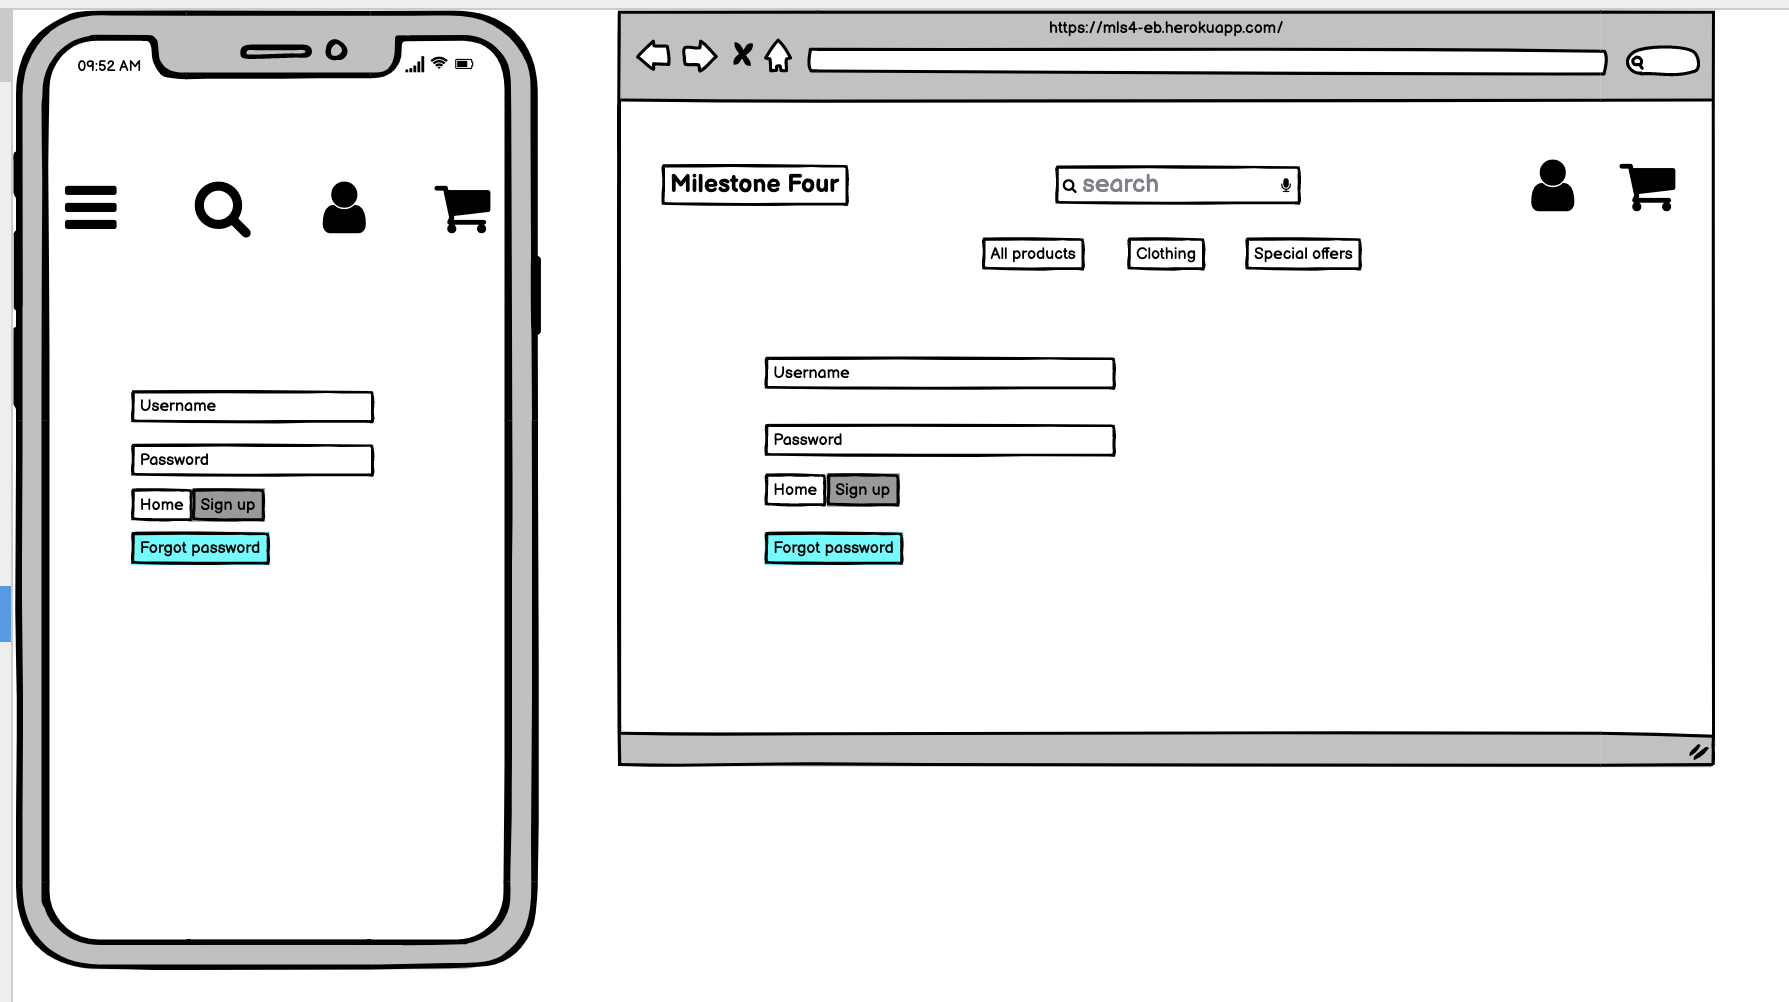 09:52 AM
Username
Password
Home Sign up
Forgot password
https://mls4-eb.herokuapp.com/
Milestone Four
search
All products Clothing Special offers
Username
Password
Home Sign up
Forgot password